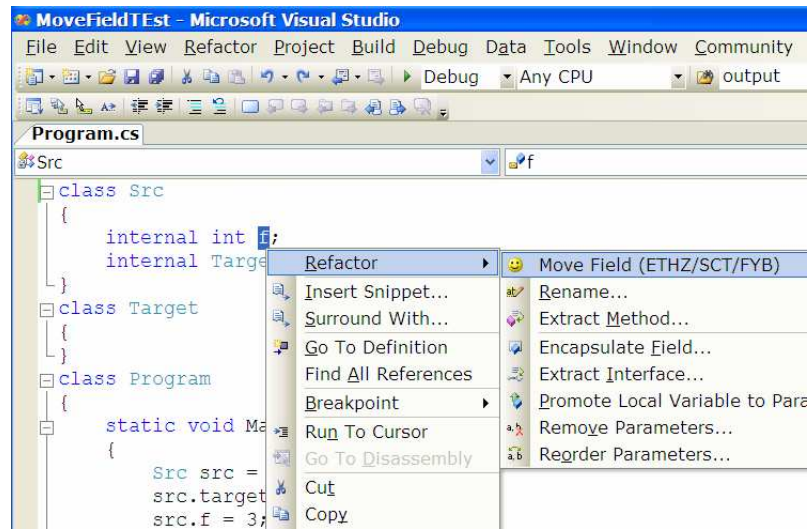 MoveFieldTEst - Microsoft Visual Studio
File Edit View Refactor Project Build Debug Data Tools Window Community
Debug Any CPU output
Program.cs
Src f
class Src
{
internal int f;
internal Targe
}
class Target
{
}
class Program
{
static void Ma
{
Src src =
src.target
src.f = 3;
Refactor
Insert Snippet...
Surround With...
Go To Definition
Find All References
Breakpoint
Run To Cursor
Go To Disassembly
Cut
Copy
Move Field (ETHZ/SCT/FYB)
Rename...
Extract Method...
Encapsulate Field...
Extract Interface...
Promote Local Variable to Para
Remove Parameters...
Reorder Parameters...